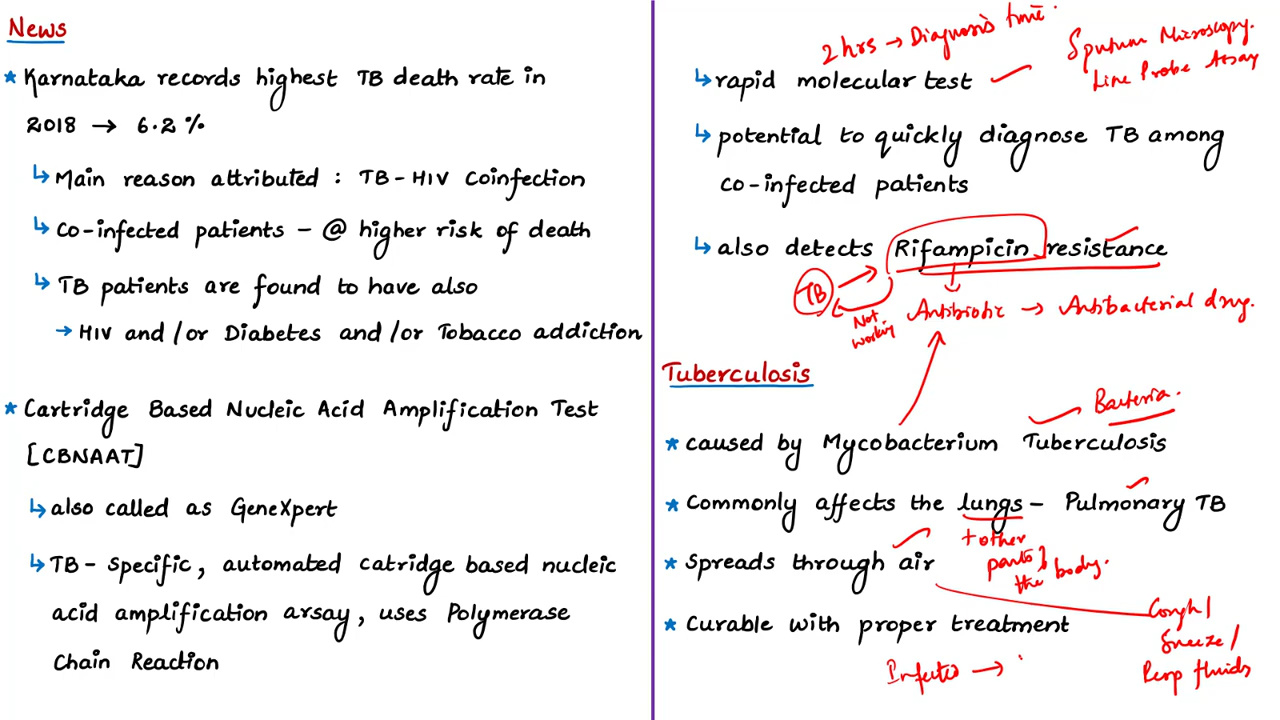 News
* Karnataka records highest TB death rate in
2018 → 6.2 %
↳ Main reason attributed : TB-HIV Coinfection
↳ Co-infected patients - @ higher risk of death
↳ TB patients are found to have also
→ HIV and /or Diabetes and /or Tobacco addiction
* Cartridge Based Nucleic Acid Amplification Test
[CBNAAT]
↳ also called as GeneXpert
↳ TB- Specific, automated catridge based nucleic
acid amplification arsay, uses Polymerase
Chain Reaction
2 hrs → Diagnosis time.
Sputum Microscopy.
Line Probe Assay
↳ rapid molecular test
↳ potential to quickly diagnose TB among
co-infected patients
↳ also detects Rifampicin resistance
TB
Not working
Antibiotic → Antibacterial drug.
Tuberculosis
Bacteria.
* caused by Mycobacterium Tuberculosis
* Commonly affects the lungs - Pulmonary TB
+ other
parts of
the body.
* Spreads through air
Cough/
Sneeze/
Resp fluids
* Curable with proper treatment
Infected →